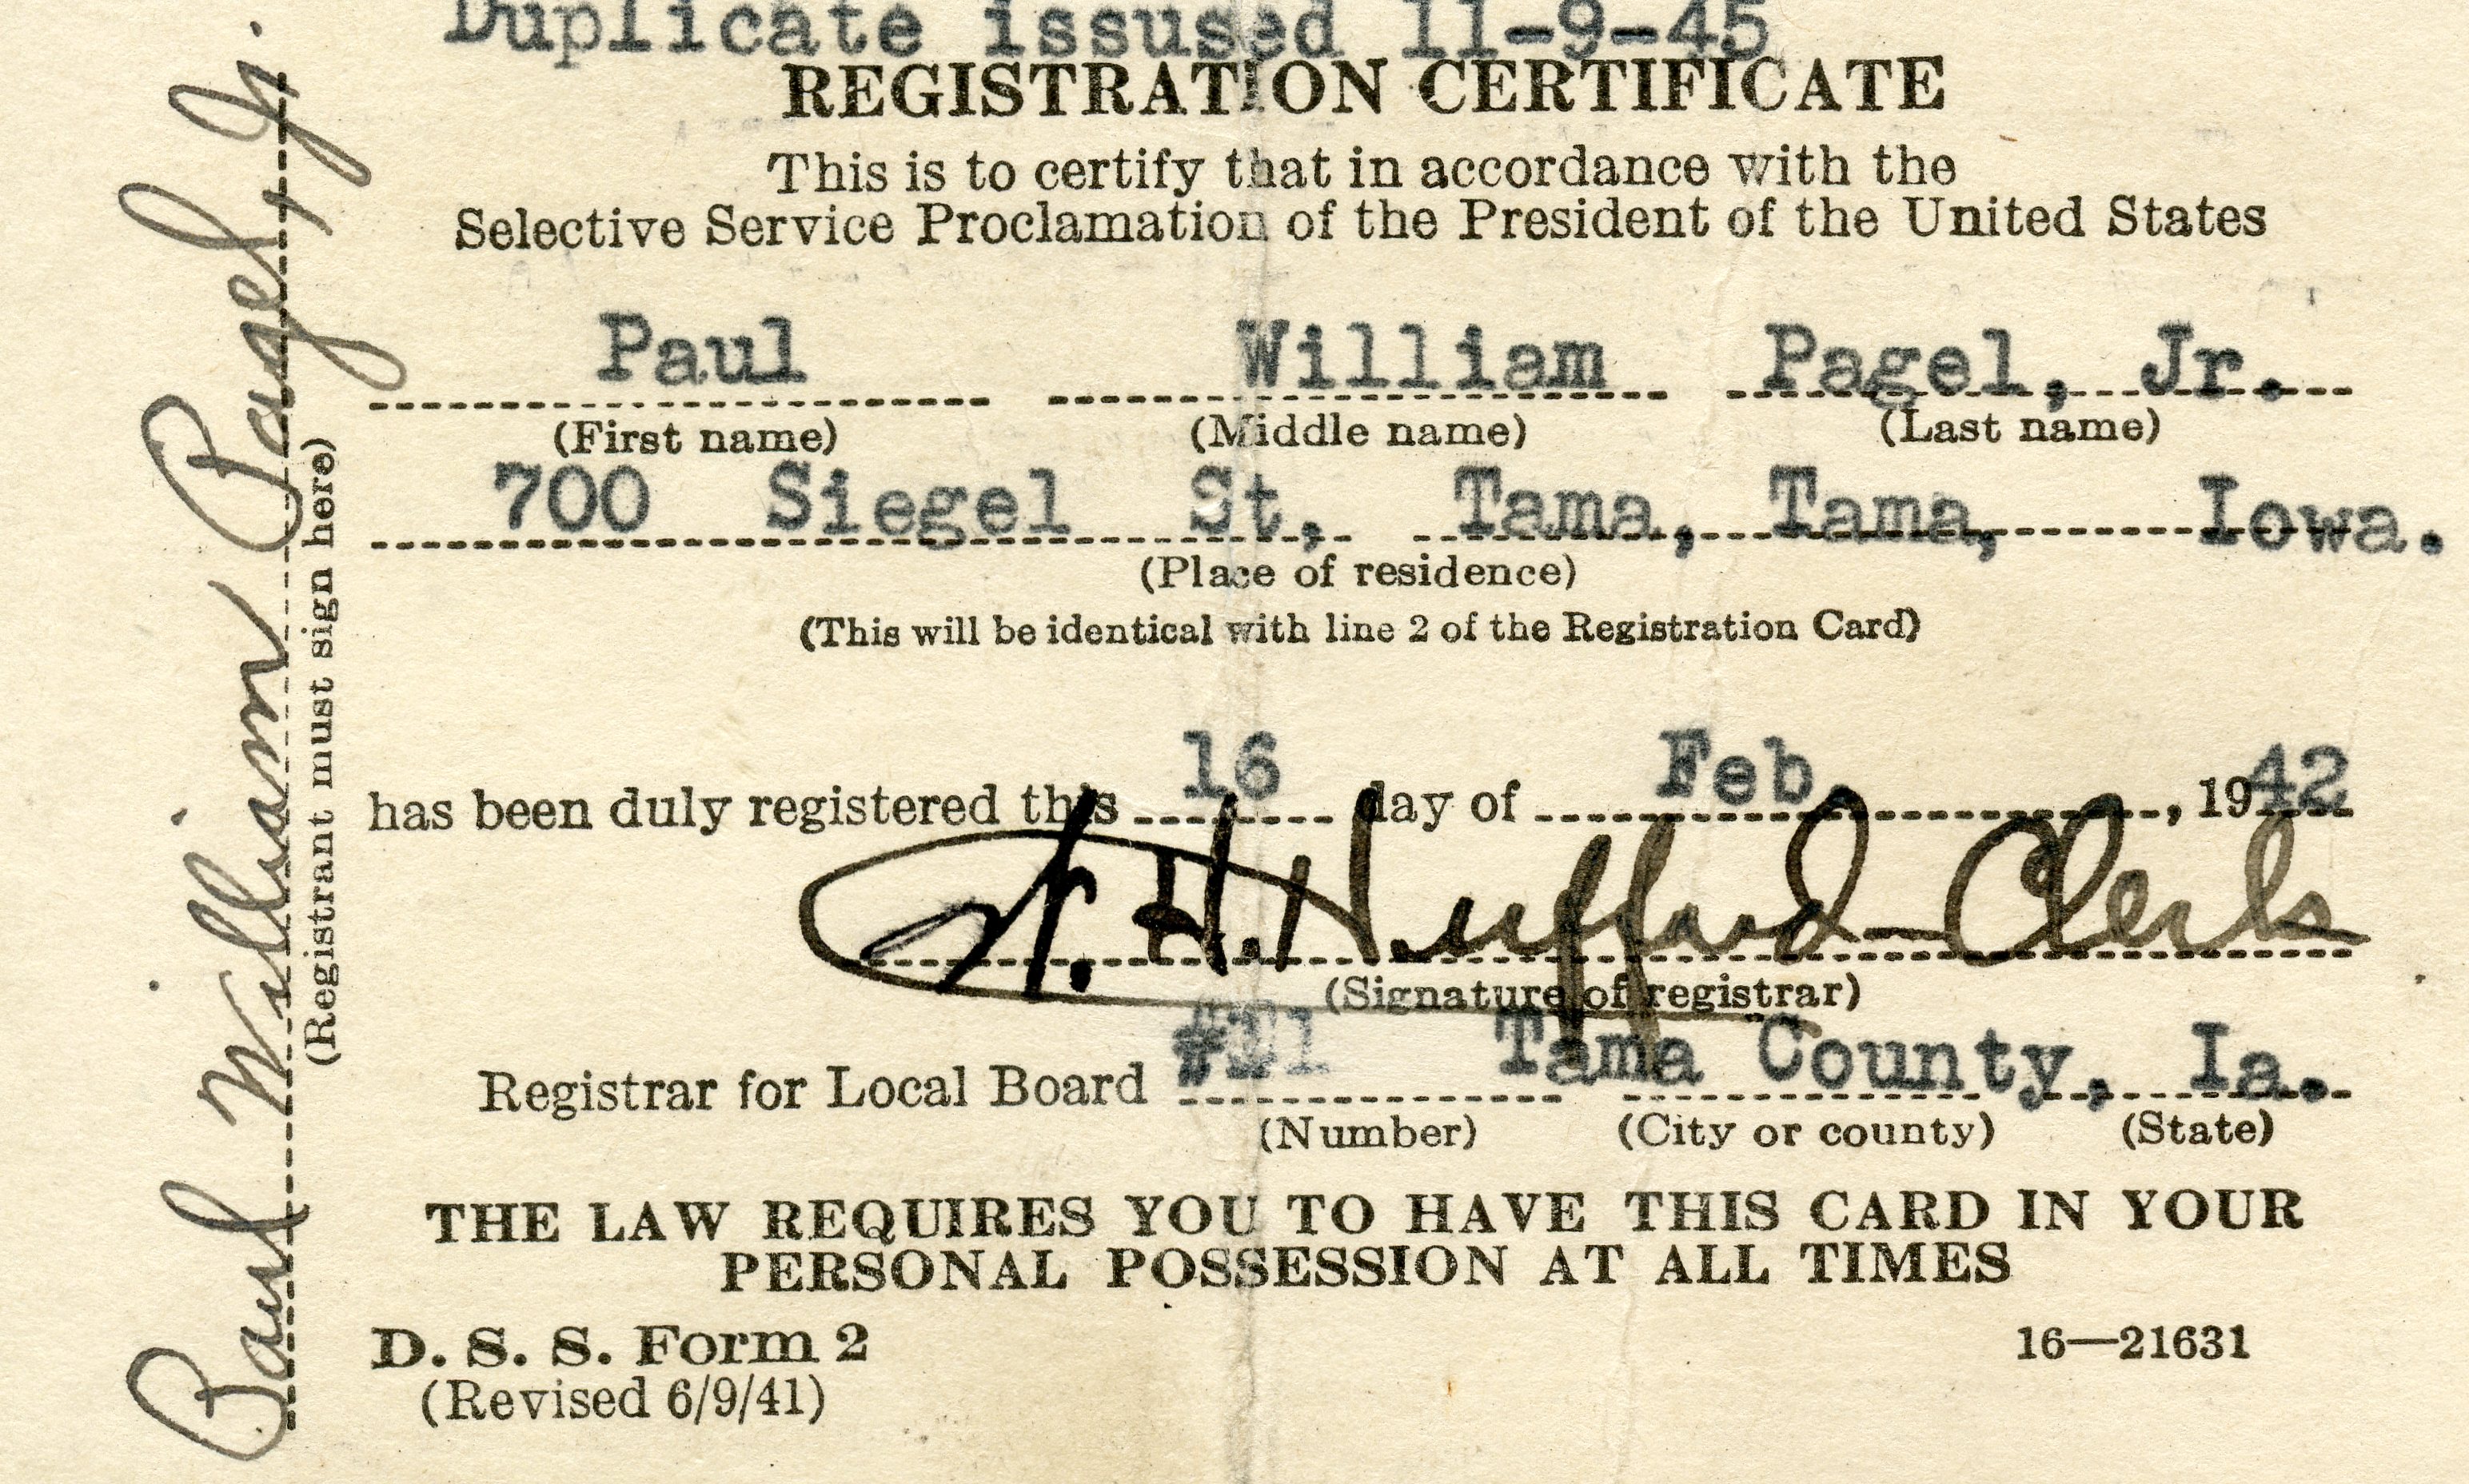 Duplicate issused 11-9-45
REGISTRATION CERTIFICATE
This is to certify that in accordance with the
Selective Service Proclamation of the President of the United States
Paul William Pagel, Jr.
(First name) (Middle name) (Last name)
700 Siegel St, Tama, Tama, Iowa.
(Place of residence)
(This will be identical with line 2 of the Registration Card)
has been duly registered this 16 day of Feb. , 1942
H. Hufford-Clerk
(Signature of registrar)
Registrar for Local Board Tama County, Ia.
(Number) (City or county) (State)
THE LAW REQUIRES YOU TO HAVE THIS CARD IN YOUR
PERSONAL POSSESSION AT ALL TIMES
D. S. S. Form 2
(Revised 6/9/41)
16—21631
Paul William Pagel, Jr.
(Registrant must sign here)